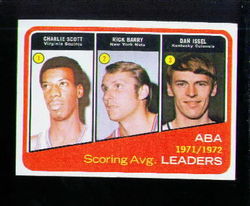 CHARLIE SCOTT
Virginia Squires
RICK BARRY
New York Nets
DAN ISSEL
Kentucky Colonels
1
2
3
ABA
1971/1972
Scoring Avg. LEADERS